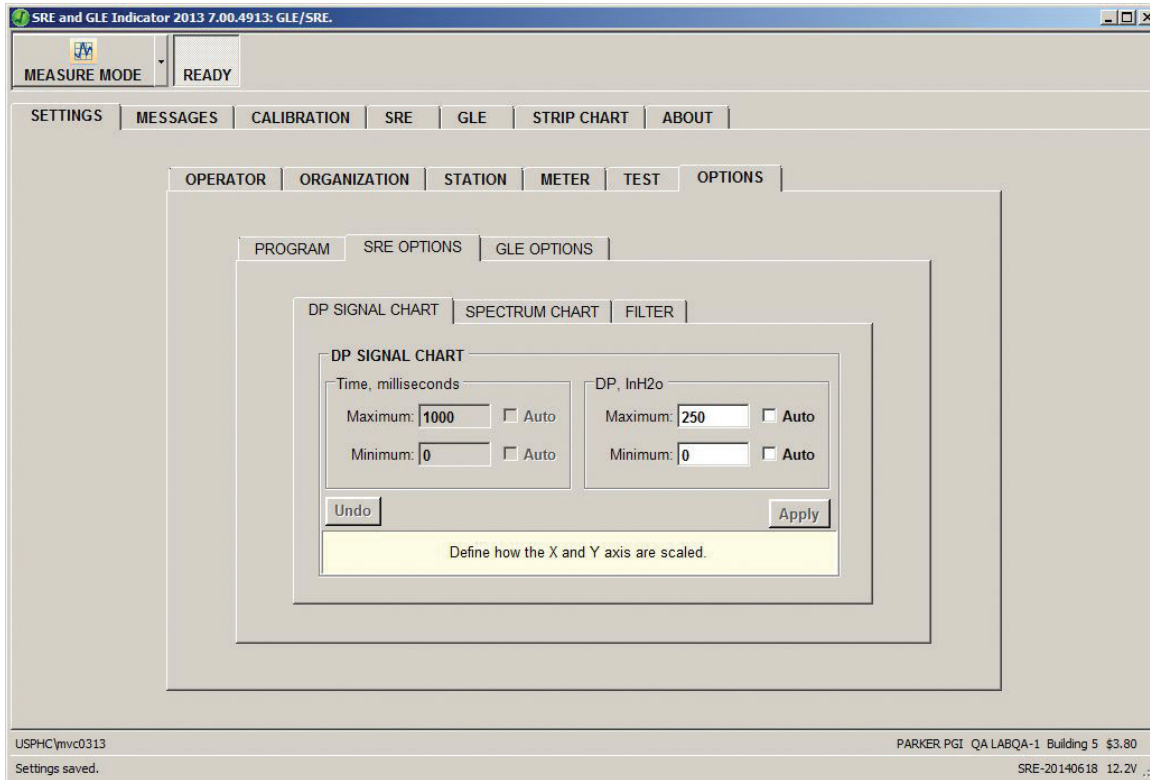 SRE and GLE Indicator 2013 7.00.4913: GLE/SRE.
MEASURE MODE READY
SETTINGS MESSAGES CALIBRATION SRE GLE STRIP CHART ABOUT
OPERATOR ORGANIZATION STATION METER TEST OPTIONS
PROGRAM SRE OPTIONS GLE OPTIONS
DP SIGNAL CHART SPECTRUM CHART FILTER
DP SIGNAL CHART
Time, milliseconds DP, InH2o
Maximum: 1000 Auto Maximum: 250 Auto
Minimum: 0 Auto Minimum: 0 Auto
Undo Apply
Define how the X and Y axis are scaled.
USPHC\mvc0313 PARKER PGI QA LABQA-1 Building 5 $3.80
Settings saved. SRE-20140618 12.2V